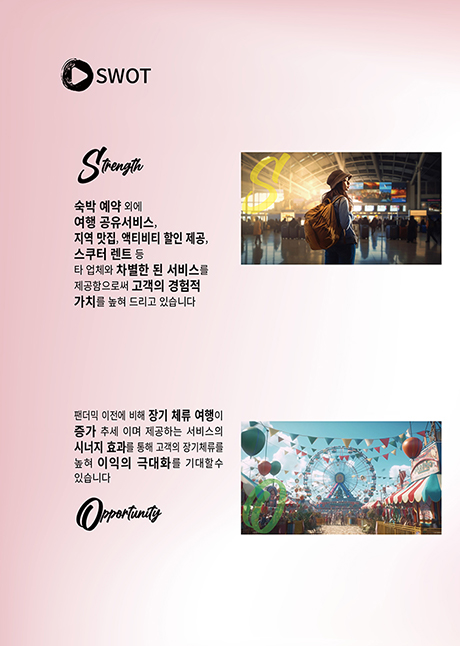 SWOT
Strength
S
숙박 예약 외에
여행 공유서비스,
지역 맛집, 액티비티 할인 제공,
스쿠터 렌트 등
타 업체와 차별한 된 서비스를
제공함으로써 고객의 경험적
가치를 높혀 드리고 있습니다
팬더믹 이전에 비해 장기 체류 여행이
증가 추세 이며 제공하는 서비스의
시너지 효과를 통해 고객의 장기체류를
높혀 이익의 극대화를 기대할수
있습니다
O
Opportunity